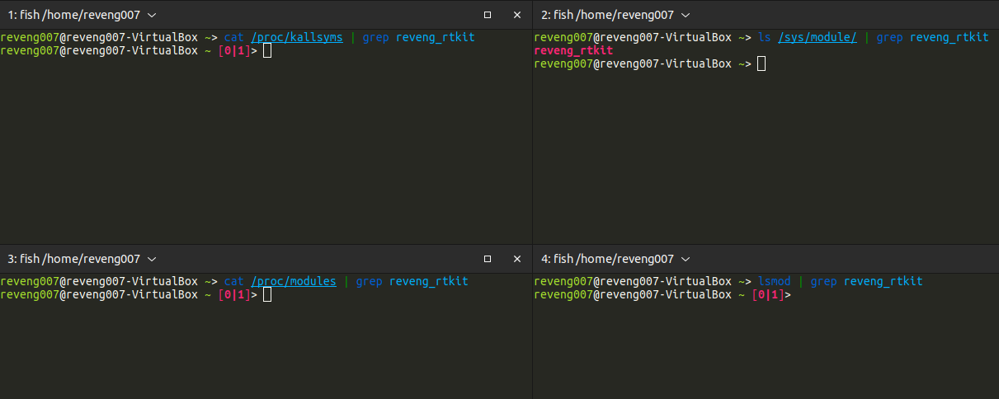 1: fish /home/reveng007
reveng007@reveng007-VirtualBox ~> cat /proc/kallsyms | grep reveng_rtkit
reveng007@reveng007-VirtualBox ~ [0|1]>
2: fish /home/reveng007
reveng007@reveng007-VirtualBox ~> ls /sys/module/ | grep reveng_rtkit
reveng_rtkit
reveng007@reveng007-VirtualBox ~>
3: fish /home/reveng007
reveng007@reveng007-VirtualBox ~> cat /proc/modules | grep reveng_rtkit
reveng007@reveng007-VirtualBox ~ [0|1]>
4: fish /home/reveng007
reveng007@reveng007-VirtualBox ~> lsmod | grep reveng_rtkit
reveng007@reveng007-VirtualBox ~ [0|1]>